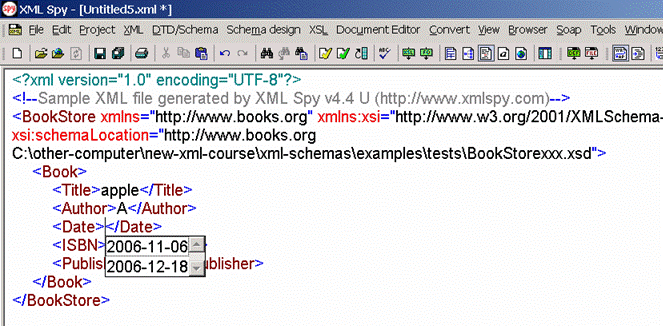 XML Spy - [Untitled5.xml *]
File Edit Project XML DTD/Schema Schema design XSL Document Editor Convert View Browser Soap Tools Window
<?xml version="1.0" encoding="UTF-8"?>
<!--Sample XML file generated by XML Spy v4.4 U (http://www.xmlspy.com)-->
<BookStore xmlns="http://www.books.org" xmlns:xsi="http://www.w3.org/2001/XMLSchema-
xsi:schemaLocation="http://www.books.org
C:\other-computer\new-xml-course\xml-schemas\examples\tests\BookStorexxx.xsd">
<Book>
<Title>apple</Title>
<Author>A</Author>
<Date></Date>
<ISBN>2006-11-06 >
<Publis 2006-12-18 ublisher>
</Book>
</BookStore>